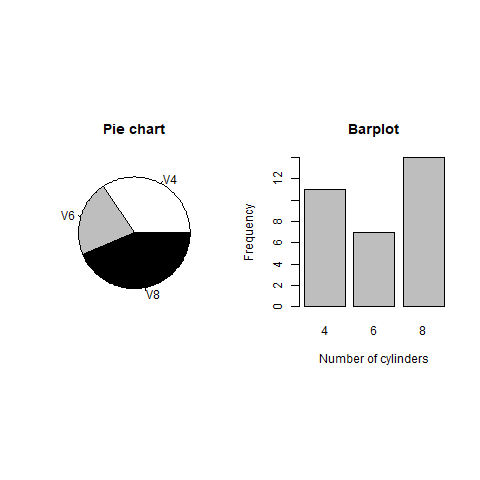 Pie chart
V4
V6
V8
Barplot
Frequency
12
8
6
4
2
0
4 6 8
Number of cylinders